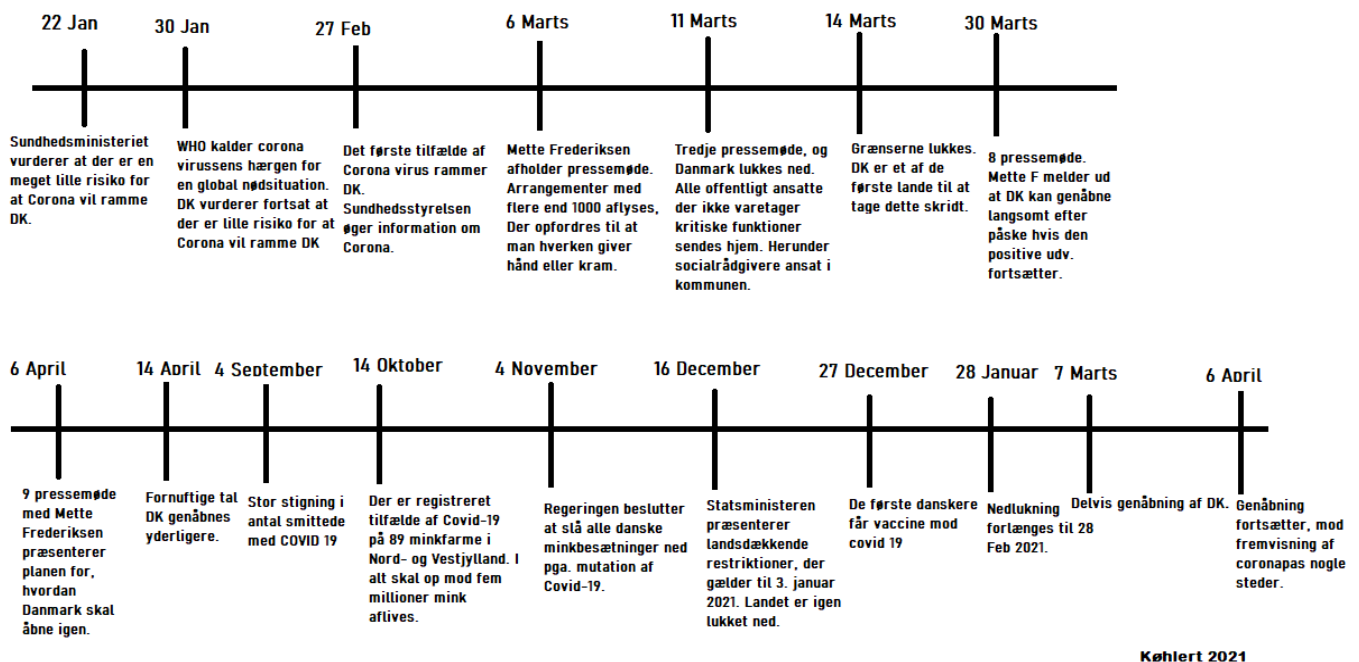 22 Jan
30 Jan
27 Feb
6 Marts
11 Marts
14 Marts
30 Marts
Sundhedsministeriet
vurderer at der er en
meget lille risiko for
at Corona vil ramme
DK.
WHO kalder corona
virussens hærgen for
en global nødsituation.
DK vurderer fortsat at
der er lille risiko for at
Corona vil ramme DK
Det første tilfælde af
Corona virus rammer
DK.
Sundhedsstyrelsen
øger information om
Corona.
Mette Frederiksen
afholder pressemøde.
Arrangementer med
flere end 1000 aflyses,
Der opfordres til at
man hverken giver
hånd eller kram.
Tredje pressemøde, og
Danmark lukkes ned.
Alle offentligt ansatte
der ikke varetager
kritiske funktioner
sendes hjem. Herunder
socialrådgivere ansat i
kommunen.
Grænserne lukkes.
DK er et af de
første lande til at
tage dette skridt.
8 pressemøde.
Mette F melder ud
at DK kan genåbne
langsomt efter
påske hvis den
positive udv.
fortsætter.
6 April
14 April
4 September
14 Oktober
4 November
16 December
27 December
28 Januar
7 Marts
6 April
9 pressemøde
med Mette
Frederiksen
præsenterer
planen for,
hvordan
Danmark skal
åbne igen.
Fornuftige tal
DK genåbnes
yderligere.
Stor stigning i
antal smittede
med COVID 19
Der er registreret
tilfælde af Covid-19
på 89 minkfarme i
Nord- og Vestjylland. I
alt skal op mod fem
millioner mink
aflives.
Regeringen beslutter
at slå alle danske
minkbesætninger ned
pga. mutation af
Covid-19.
Statsministeren
præsenterer
landsdækkende
restriktioner, der
gælder til 3. januar
2021. Landet er igen
lukket ned.
De første danskere
får vaccine mod
covid 19
Nedlukning
forlænges til 28
Feb 2021.
Delvis genåbning af DK.
Genåbning
fortsætter, mod
fremvisning af
coronapas nogle
steder.
Køhlert 2021